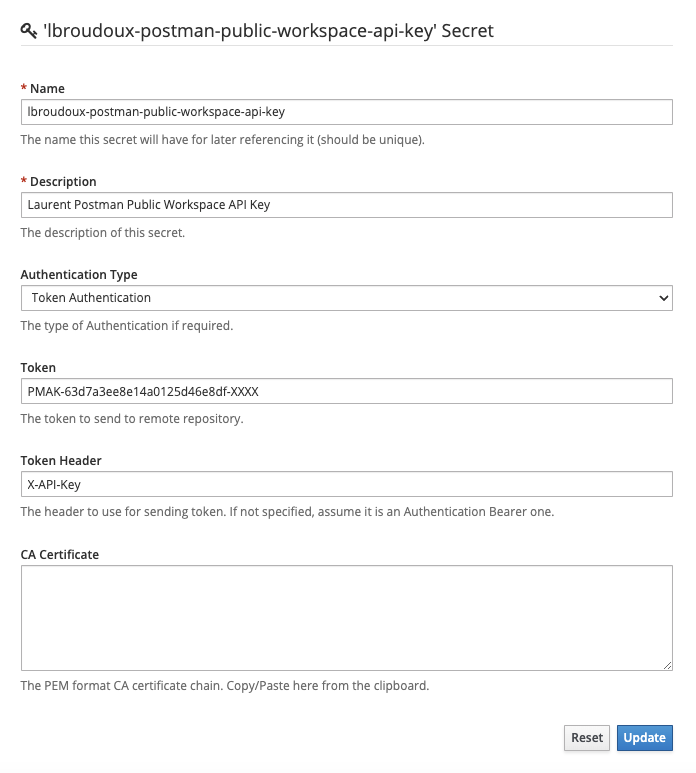 'lbroudoux-postman-public-workspace-api-key' Secret
* Name
lbroudoux-postman-public-workspace-api-key
The name this secret will have for later referencing it (should be unique).
* Description
Laurent Postman Public Workspace API Key
The description of this secret.
Authentication Type
Token Authentication
The type of Authentication if required.
Token
PMAK-63d7a3ee8e14a0125d46e8df-XXXX
The token to send to remote repository.
Token Header
X-API-Key
The header to use for sending token. If not specified, assume it is an Authentication Bearer one.
CA Certificate
The PEM format CA certificate chain. Copy/Paste here from the clipboard.
Reset Update